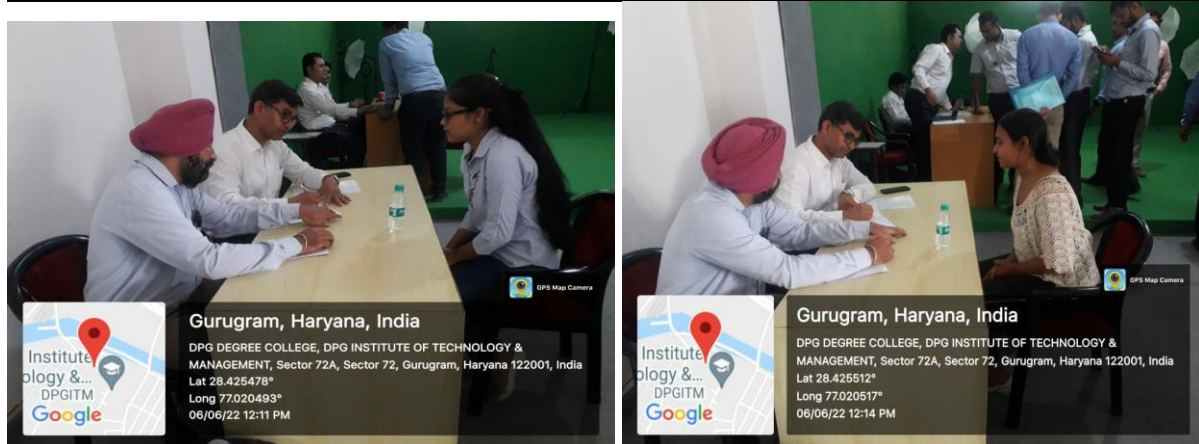 GPS Map Camera
Gurugram, Haryana, India
DPG DEGREE COLLEGE, DPG INSTITUTE OF TECHNOLOGY &
MANAGEMENT, Sector 72A, Sector 72, Gurugram, Haryana 122001, India
Lat 28.425478°
Long 77.020493°
06/06/22 12:11 PM
Institute
ology &...
DPGITM
Google
GPS Map Camera
Gurugram, Haryana, India
DPG DEGREE COLLEGE, DPG INSTITUTE OF TECHNOLOGY &
MANAGEMENT, Sector 72A, Sector 72, Gurugram, Haryana 122001, India
Lat 28.425512°
Long 77.020517°
06/06/22 12:14 PM
Institute
ology &...
DPGITM
Google